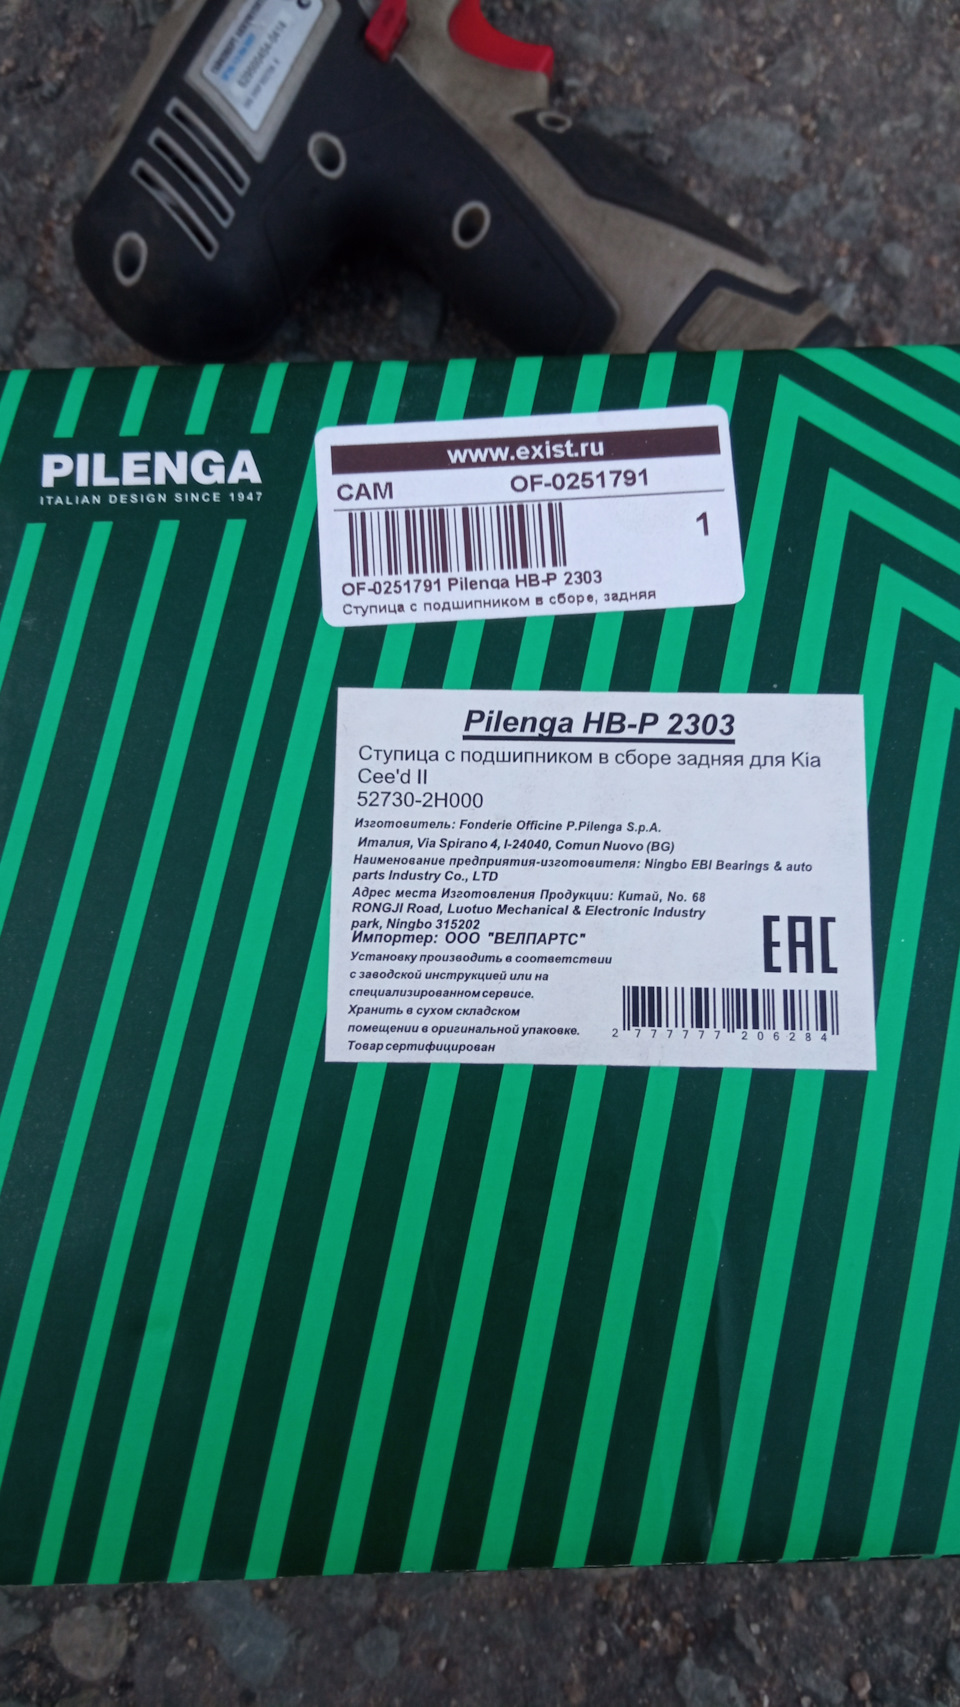 PILENGA
ITALIAN DESIGN SINCE 1947
www.exist.ru
САМ OF-0251791
1
OF-0251791 Pilenga HB-P 2303
Ступица с подшипником в сборе, задняя
Pilenga HB-P 2303
Ступица с подшипником в сборе задняя для Kia
Cee'd II
52730-2H000
Изготовитель: Fonderie Officine P.Pilenga S.p.A.
Италия, Via Spirano 4, I-24040, Comun Nuovo (BG)
Наименование предприятия-изготовителя: Ningbo EBI Bearings & auto
parts Industry Co., LTD
Адрес места Изготовления Продукции: Китай, No. 68
RONGJI Road, Luotuo Mechanical & Electronic Industry
park, Ningbo 315202
Импортер: ООО "ВЕЛПАРТС"
Установку производить в соответствии
с заводской инструкцией или на
специализированном сервисе.
Хранить в сухом складском
помещении в оригинальной упаковке.
Товар сертифицирован
EAC
2 777777 206284